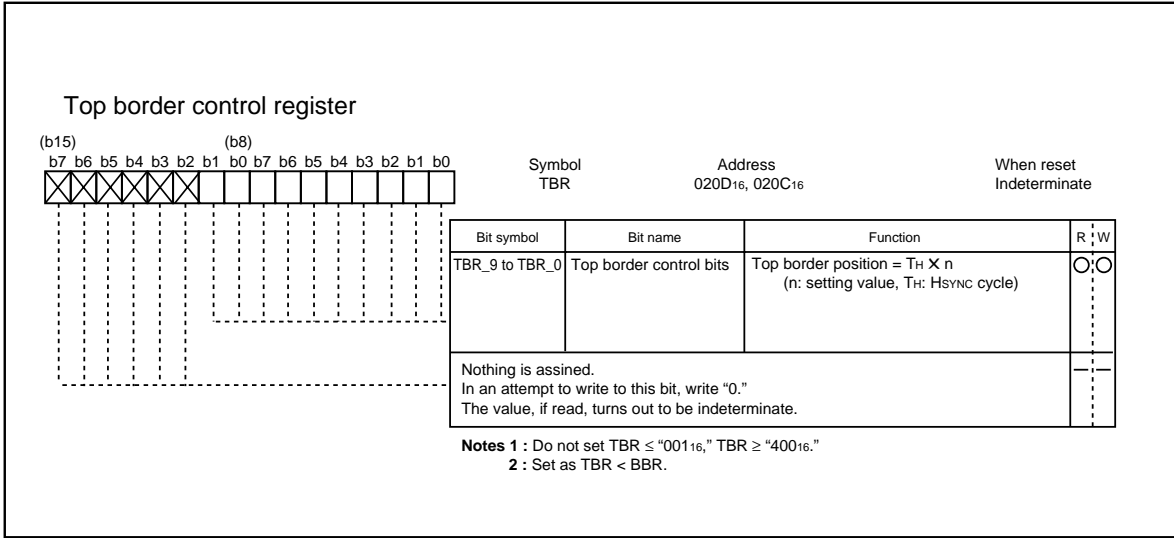 Top border control register
(b15) (b8)
b7 b6 b5 b4 b3 b2 b1 b0 b7 b6 b5 b4 b3 b2 b1 b0
Symbol Address When reset
TBR 020D16, 020C16 Indeterminate
Bit symbol Bit name Function R W
TBR_9 to TBR_0 Top border control bits Top border position = TH X n
(n: setting value, TH: HSYNC cycle)
Nothing is assined.
In an attempt to write to this bit, write “0.”
The value, if read, turns out to be indeterminate.
Notes 1 : Do not set TBR ≤ “00116,” TBR ≥ “40016.”
2 : Set as TBR < BBR.